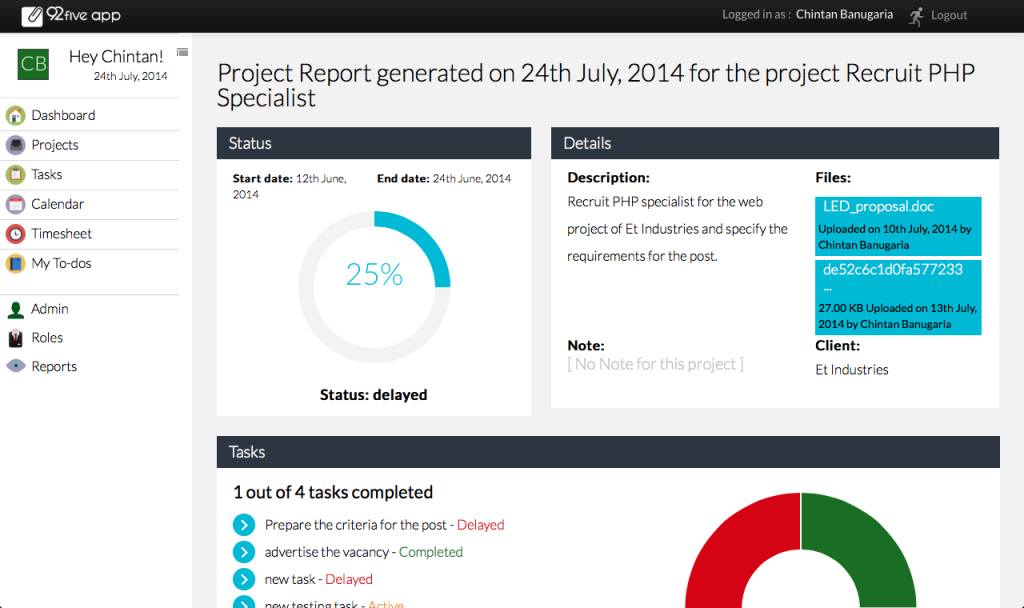 92five app
Logged in as : Chintan Banugaria
Logout
CB
Hey Chintan!
24th July, 2014
Dashboard
Projects
Tasks
Calendar
Timesheet
My To-dos
Admin
Roles
Reports
Project Report generated on 24th July, 2014 for the project Recruit PHP
Specialist
Status
Start date: 12th June,
2014
End date: 24th June, 2014
25%
Status: delayed
Details
Description:
Recruit PHP specialist for the web
project of Et Industries and specify the
requirements for the post.
Note:
[ No Note for this project ]
Files:
LED_proposal.doc
Uploaded on 10th July, 2014 by
Chintan Banugaria
de52c6c1d0fa577233
...
27.00 KB Uploaded on 13th July,
2014 by Chintan Banugaria
Client:
Et Industries
Tasks
1 out of 4 tasks completed
Prepare the criteria for the post - Delayed
advertise the vacancy - Completed
new task - Delayed
new testing task - Active